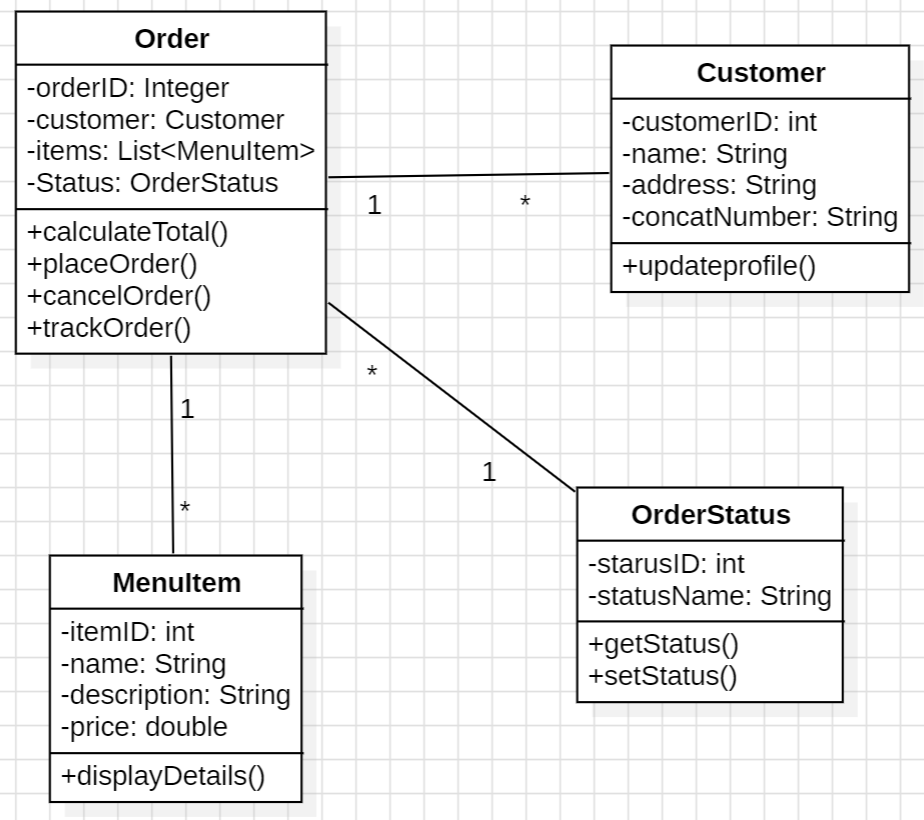 Order
-orderID: Integer
-customer: Customer
-items: List<MenuItem>
-Status: OrderStatus
+calculateTotal()
+placeOrder()
+cancelOrder()
+trackOrder()
Customer
-customerID: int
-name: String
-address: String
-concatNumber: String
+updateprofile()
1
*
*
1
1
*
MenuItem
-itemID: int
-name: String
-description: String
-price: double
+displayDetails()
OrderStatus
-starusID: int
-statusName: String
+getStatus()
+setStatus()